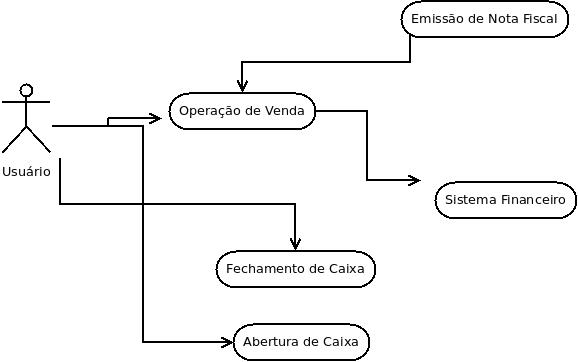 Emissão de Nota Fiscal
Operação de Venda
Usuário
Sistema Financeiro
Fechamento de Caixa
Abertura de Caixa